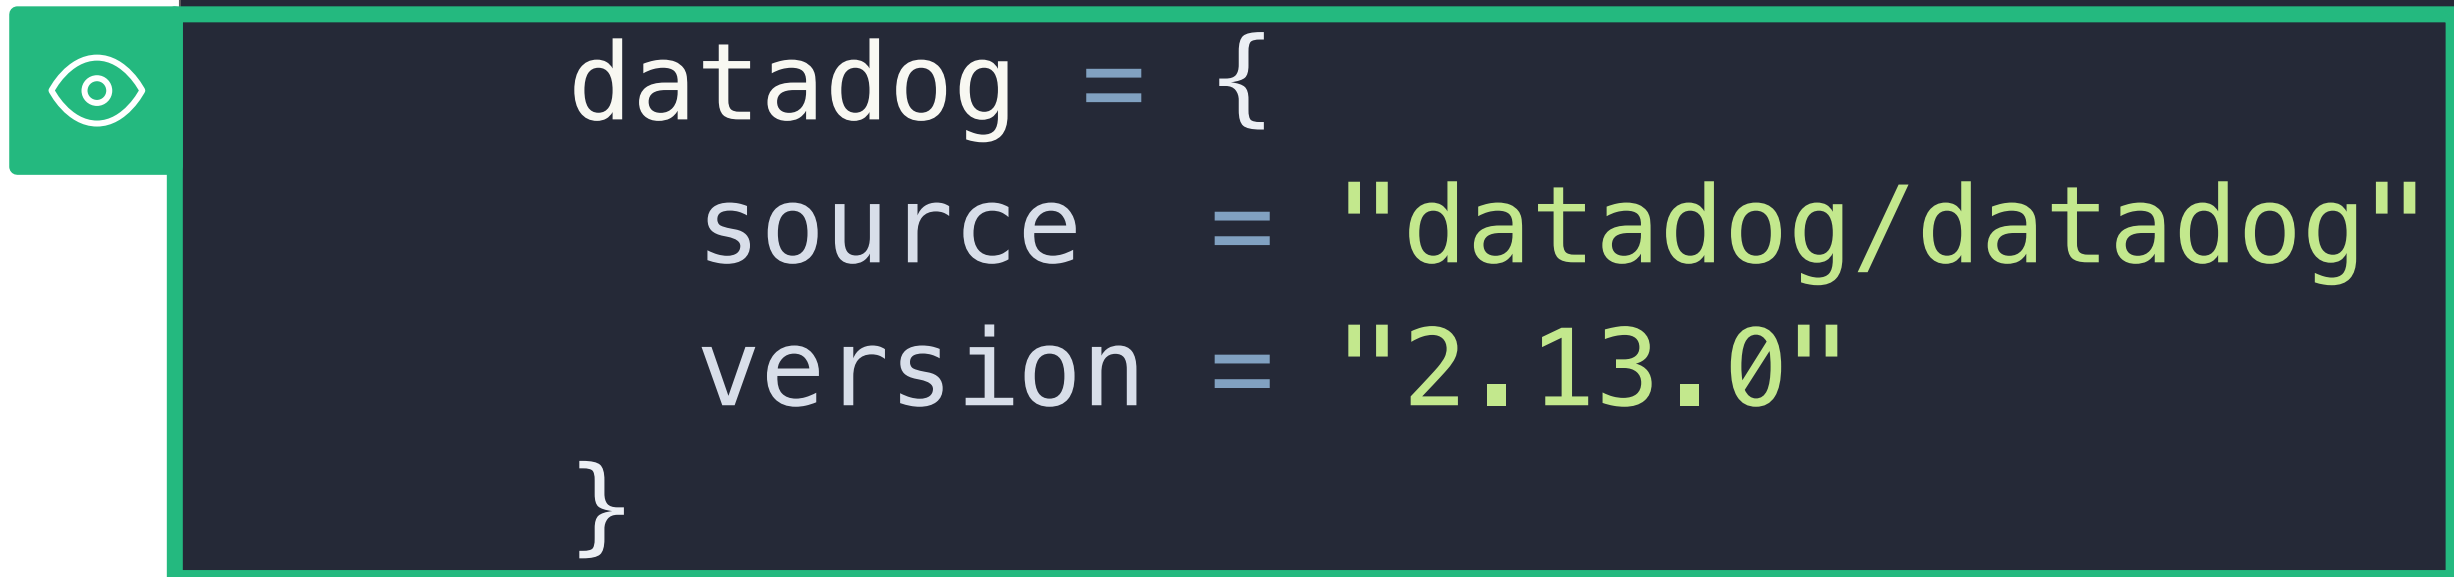 datadog = {
  source  = "datadog/datadog"
  version = "2.13.0"
}